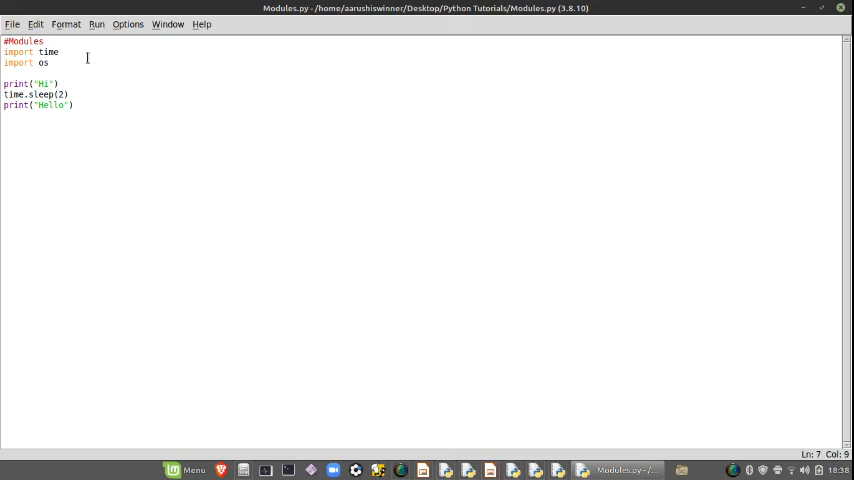 Modules.py - /home/aarushiswinner/Desktop/Python Tutorials/Modules.py (3.8.10)
File Edit Format Run Options Window Help
#Modules
import time
import os
print("Hi")
time.sleep(2)
print("Hello")
Ln: 7 Col: 9
Menu Modules.py - /... 18:38